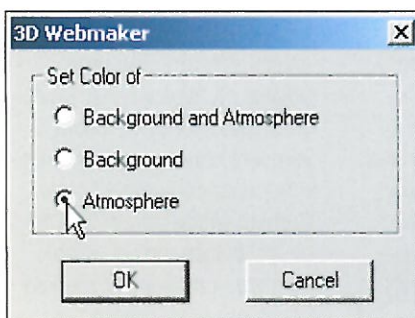 3D Webmaker
Set Color of
Background and Atmosphere
Background
Atmosphere
OK
Cancel